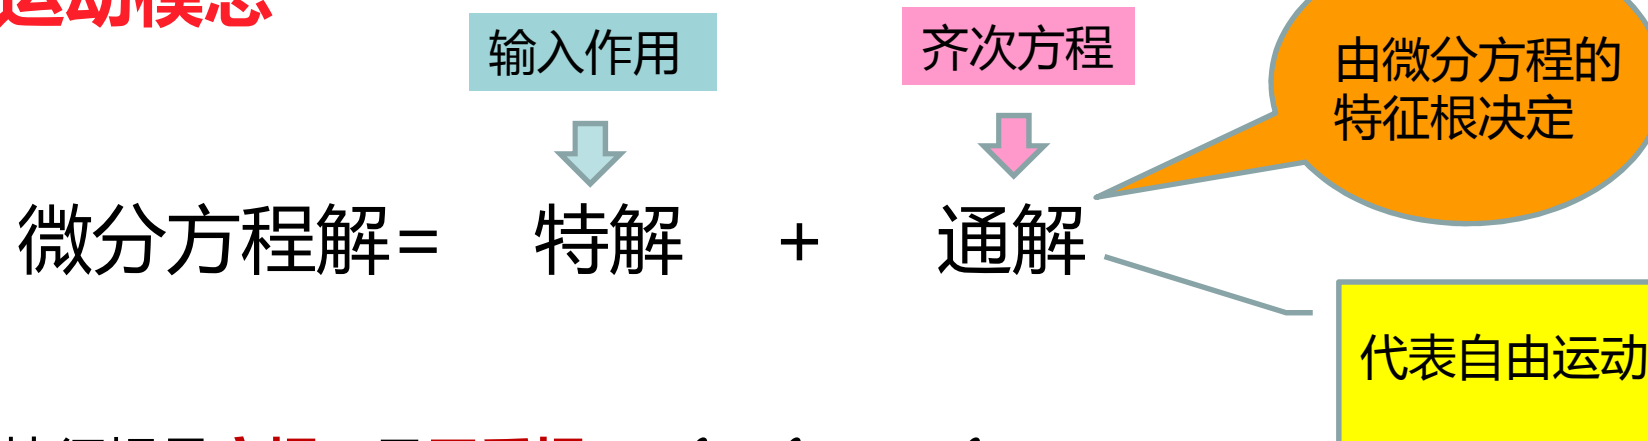 运动模态
输入作用
齐次方程
由微分方程的
特征根决定
微分方程解= 特解 + 通解
代表自由运动